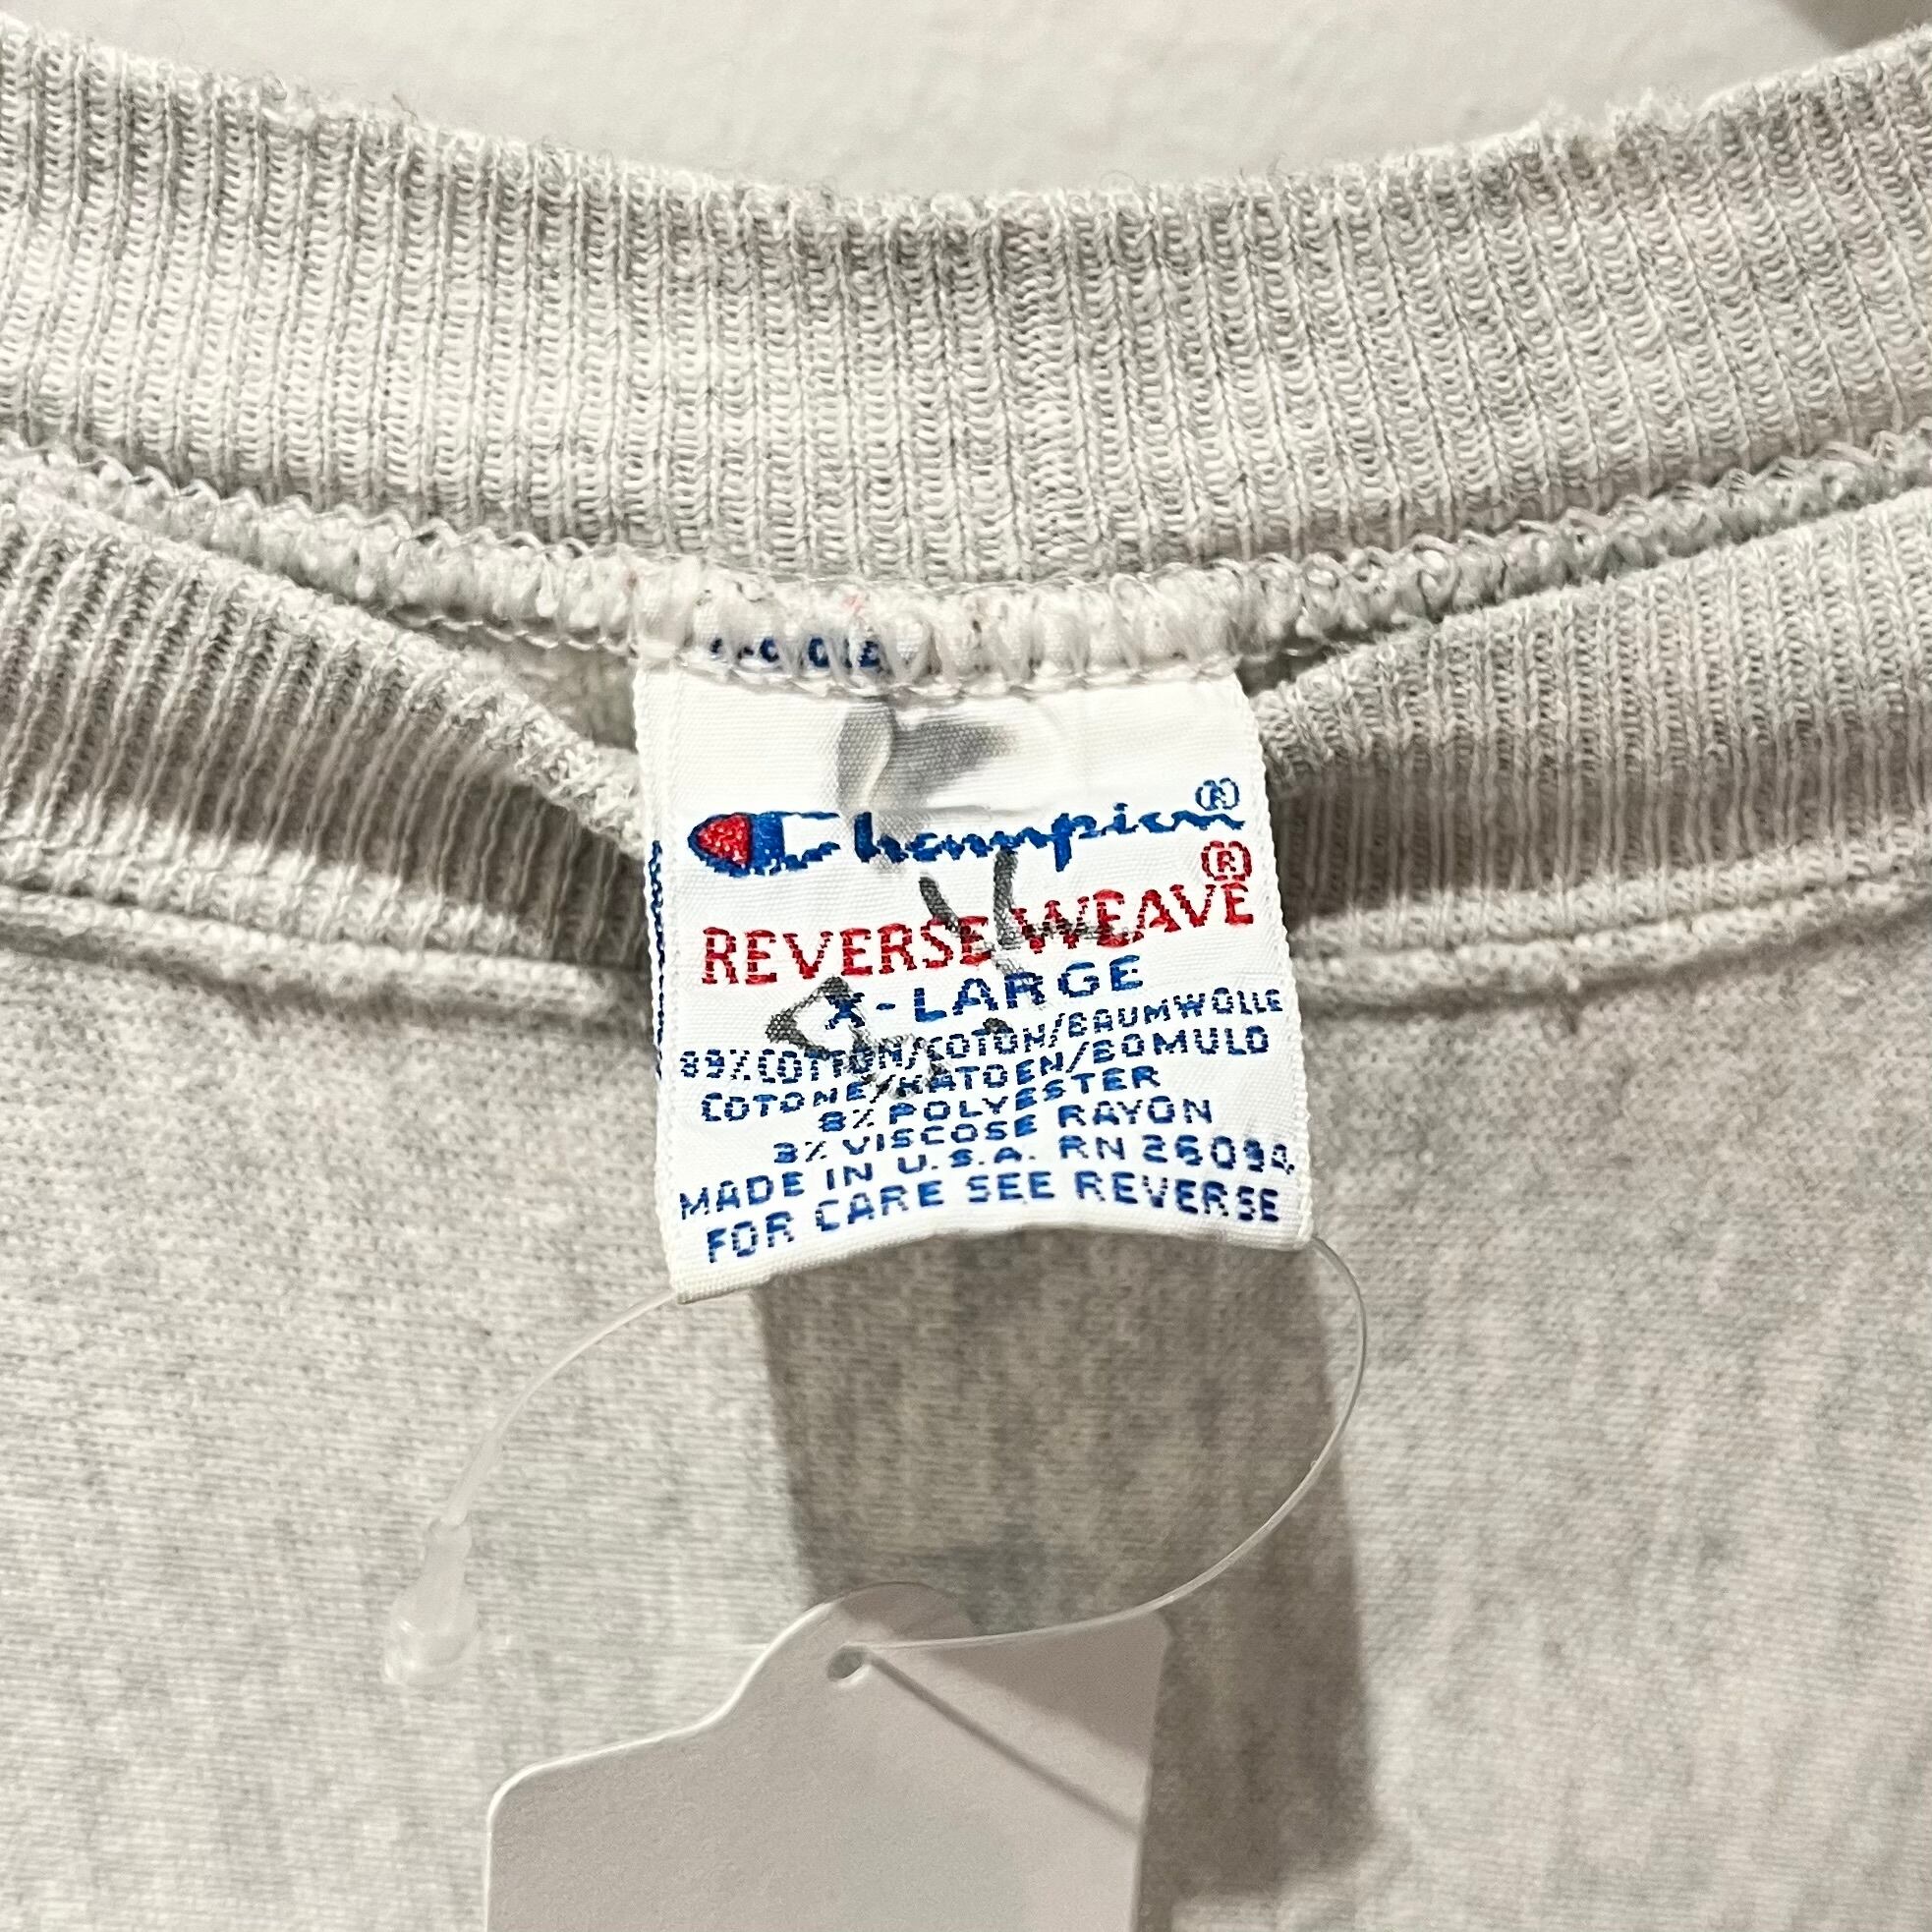 Champion®
REVERSE WEAVE®
X-LARGE
89% COTTON/COTON/BAUMWOLLE
COTONE/KATOEN/BOMULD
8% POLYESTER
3% VISCOSE RAYON
MADE IN U.S.A. RN 26094
FOR CARE SEE REVERSE